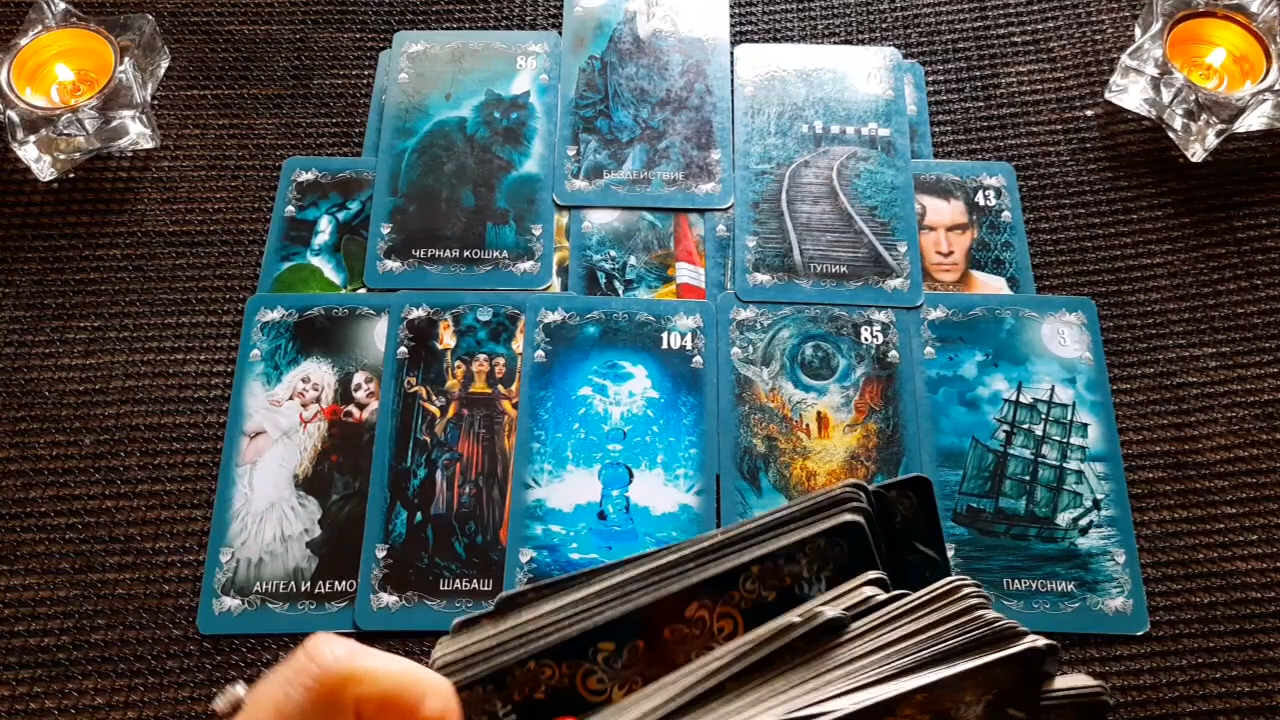 86
ЧЕРНАЯ КОШКА
БЕЗДЕЙСТВИЕ
ТУПИК
43
АНГЕЛ И ДЕМО
ШАБАШ
104
85
3
ПАРУСНИК